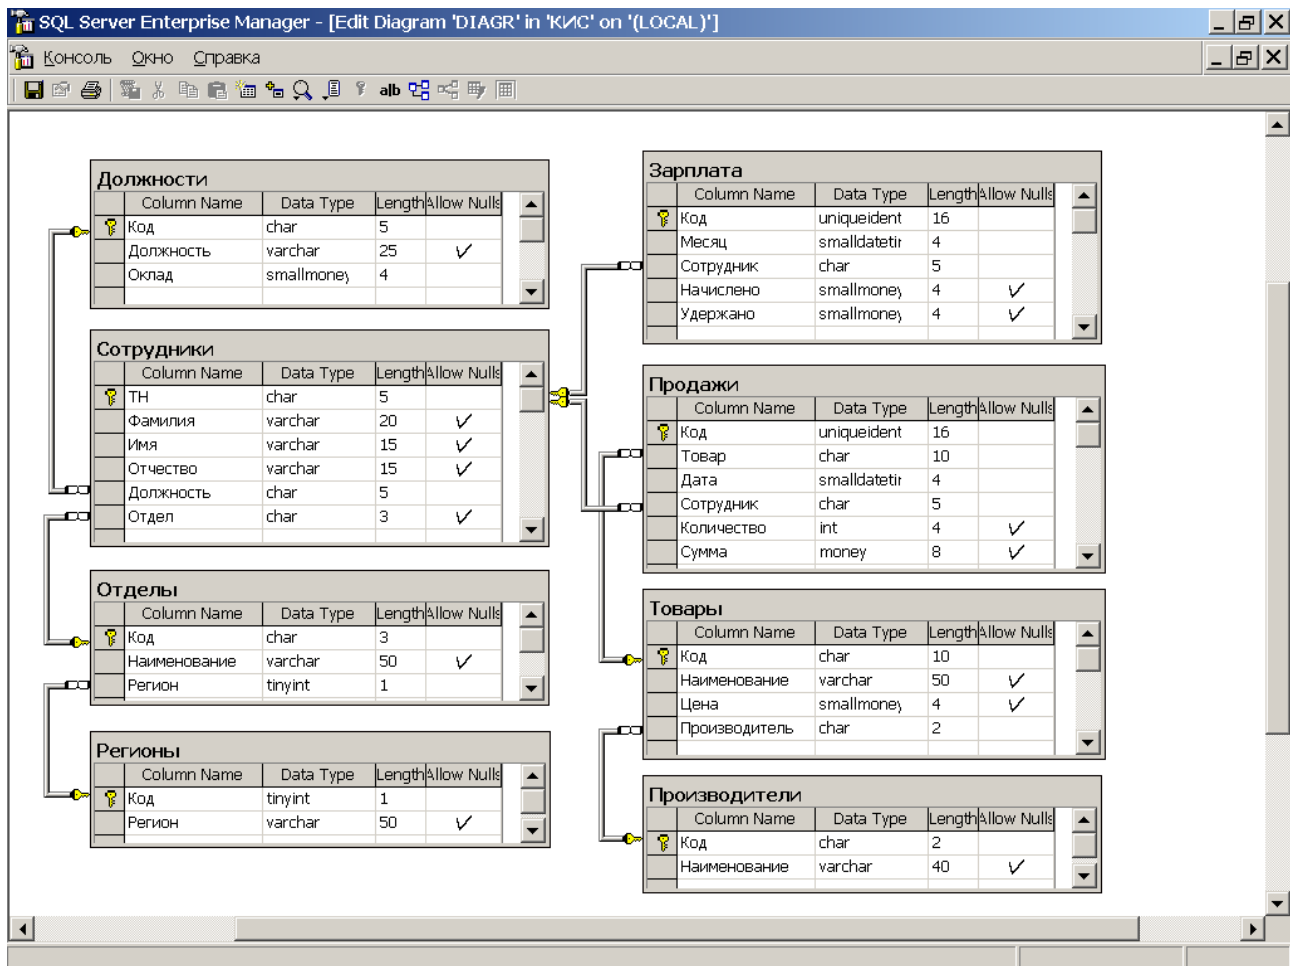 SQL Server Enterprise Manager - [Edit Diagram 'DIAGR' in 'КИС' on '(LOCAL)']
Консоль Окно Справка
alb
Должности
Column Name Data Type Length Allow Nulls
Код char 5
Должность varchar 25
Оклад smallmoney 4
Сотрудники
Column Name Data Type Length Allow Nulls
ТН char 5
Фамилия varchar 20
Имя varchar 15
Отчество varchar 15
Должность char 5
Отдел char 3
Отделы
Column Name Data Type Length Allow Nulls
Код char 3
Наименование varchar 50
Регион tinyint 1
Регионы
Column Name Data Type Length Allow Nulls
Код tinyint 1
Регион varchar 50
Зарплата
Column Name Data Type Length Allow Nulls
Код uniqueident 16
Месяц smalldatetir 4
Сотрудник char 5
Начислено smallmoney 4
Удержано smallmoney 4
Продажи
Column Name Data Type Length Allow Nulls
Код uniqueident 16
Товар char 10
Дата smalldatetir 4
Сотрудник char 5
Количество int 4
Сумма money 8
Товары
Column Name Data Type Length Allow Nulls
Код char 10
Наименование varchar 50
Цена smallmoney 4
Производитель char 2
Производители
Column Name Data Type Length Allow Nulls
Код char 2
Наименование varchar 40